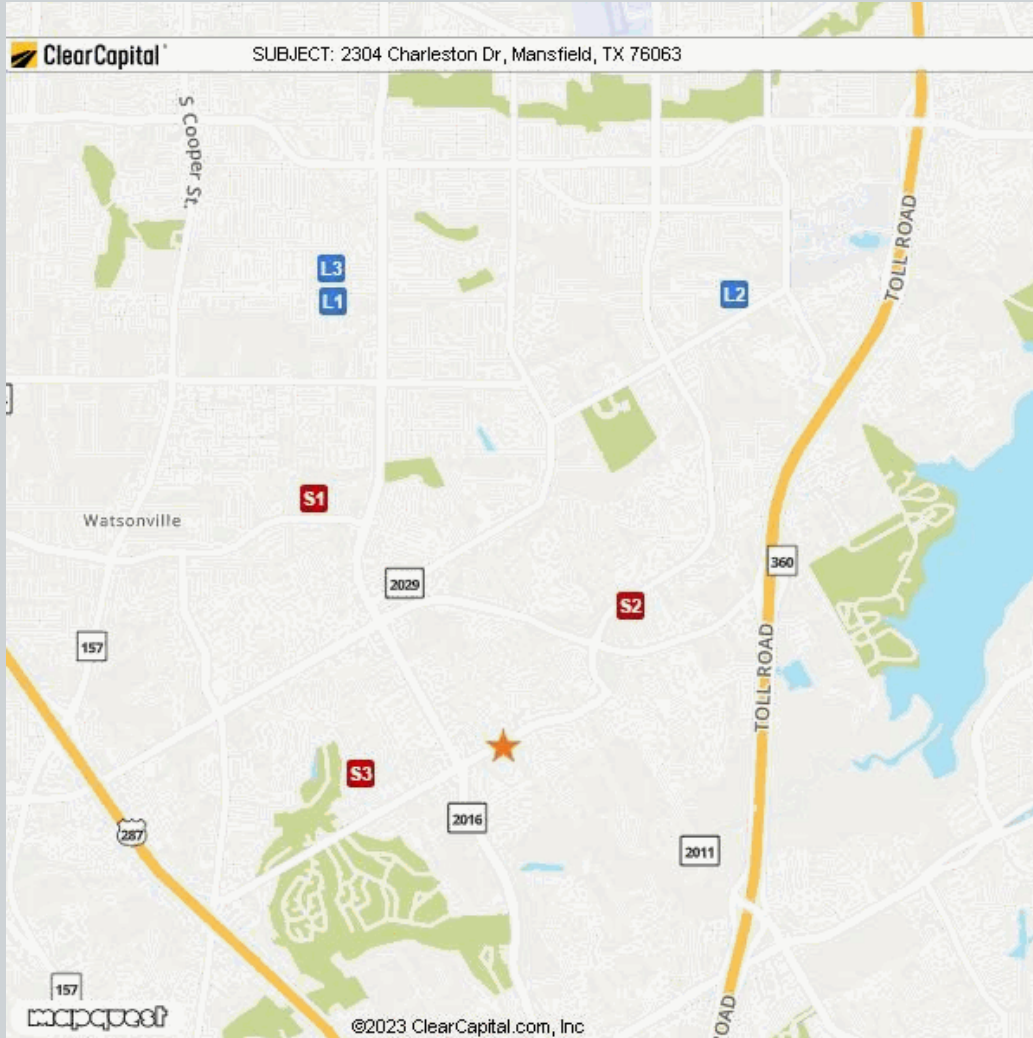 ClearCapital SUBJECT: 2304 Charleston Dr, Mansfield, TX 76063
S Cooper St.
TOLL ROAD
L3
L1
L2
S1
Watsonville
360
2029
S2
157
TOLL ROAD
S3
2016
287
2011
157
mapquest
©2023 ClearCapital.com, Inc
OAD